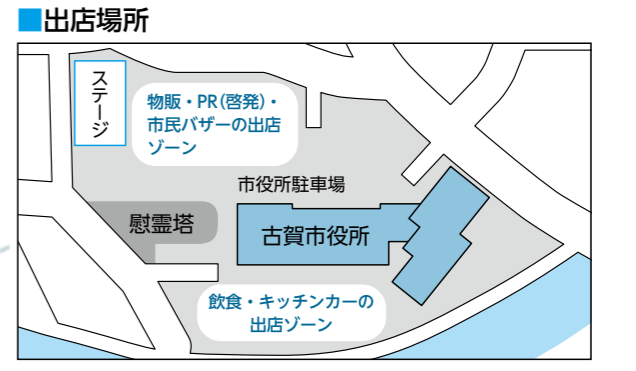 ■出店場所
ステージ
物販・PR(啓発)・
市民バザーの出店
ゾーン
市役所駐車場
慰霊塔
古賀市役所
飲食・キッチンカーの
出店ゾーン